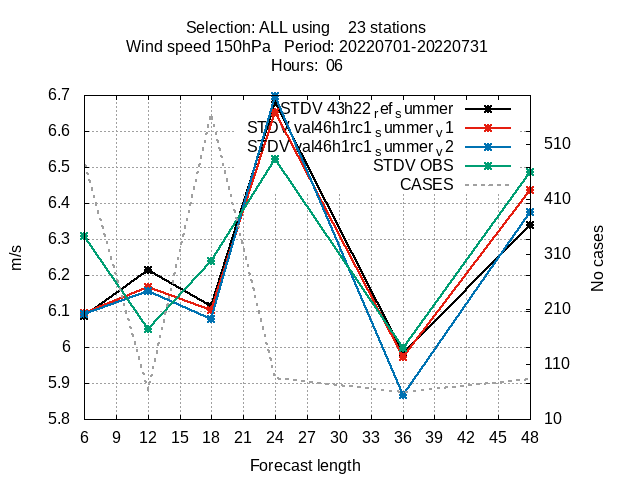 Selection: ALL using 23 stations
Wind speed 150hPa Period: 20220701-20220731
Hours: 06
6.7
6.6
6.5
6.4
6.3
6.2
6.1
6
5.9
5.8
m/s
STDV 43h22_ref_summer
STDV val46h1rc1_summer_v1
STDV val46h1rc1_summer_v2
STDV OBS
CASES
510
410
310
210
110
10
No cases
6 9 12 15 18 21 24 27 30 33 36 39 42 45 48
Forecast length